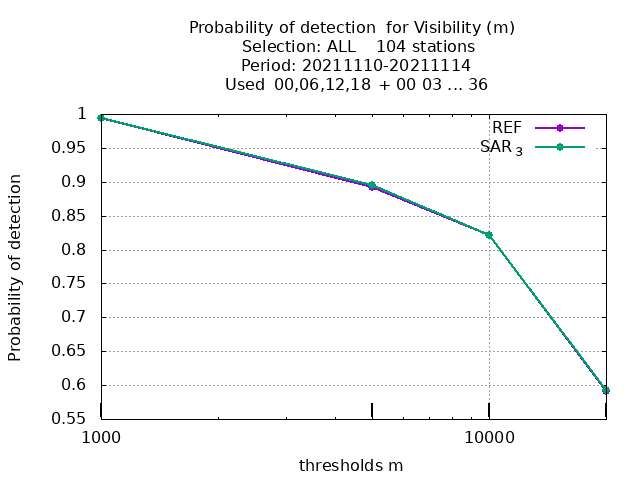 Probability of detection for Visibility (m)
Selection: ALL 104 stations
Period: 20211110-20211114
Used 00,06,12,18 + 00 03 ... 36
REF
SAR 3
1
0.95
0.9
0.85
0.8
0.75
0.7
0.65
0.6
0.55
Probability of detection
1000
10000
thresholds m